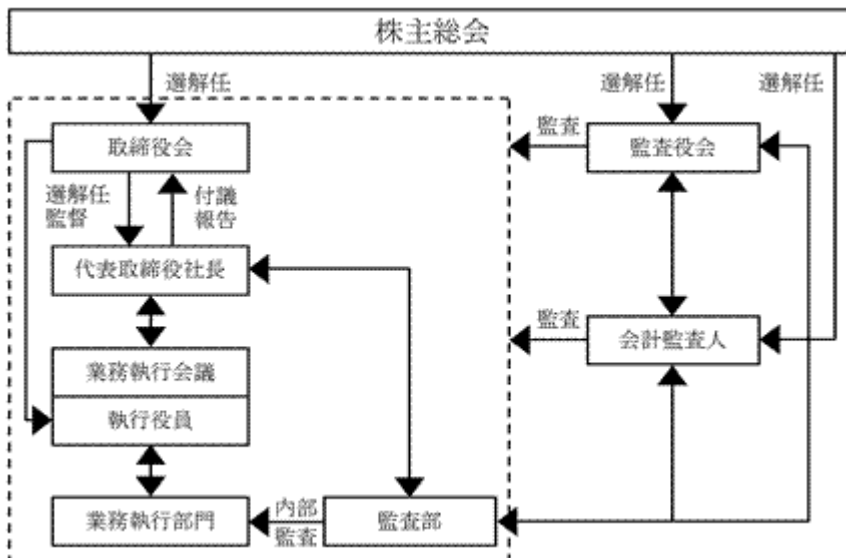 株主総会
選解任
選解任
選解任
取締役会
監査
監査役会
選解任
監督
付議
報告
代表取締役社長
監査
会計監査人
業務執行会議
執行役員
業務執行部門
内部
監査
監査部